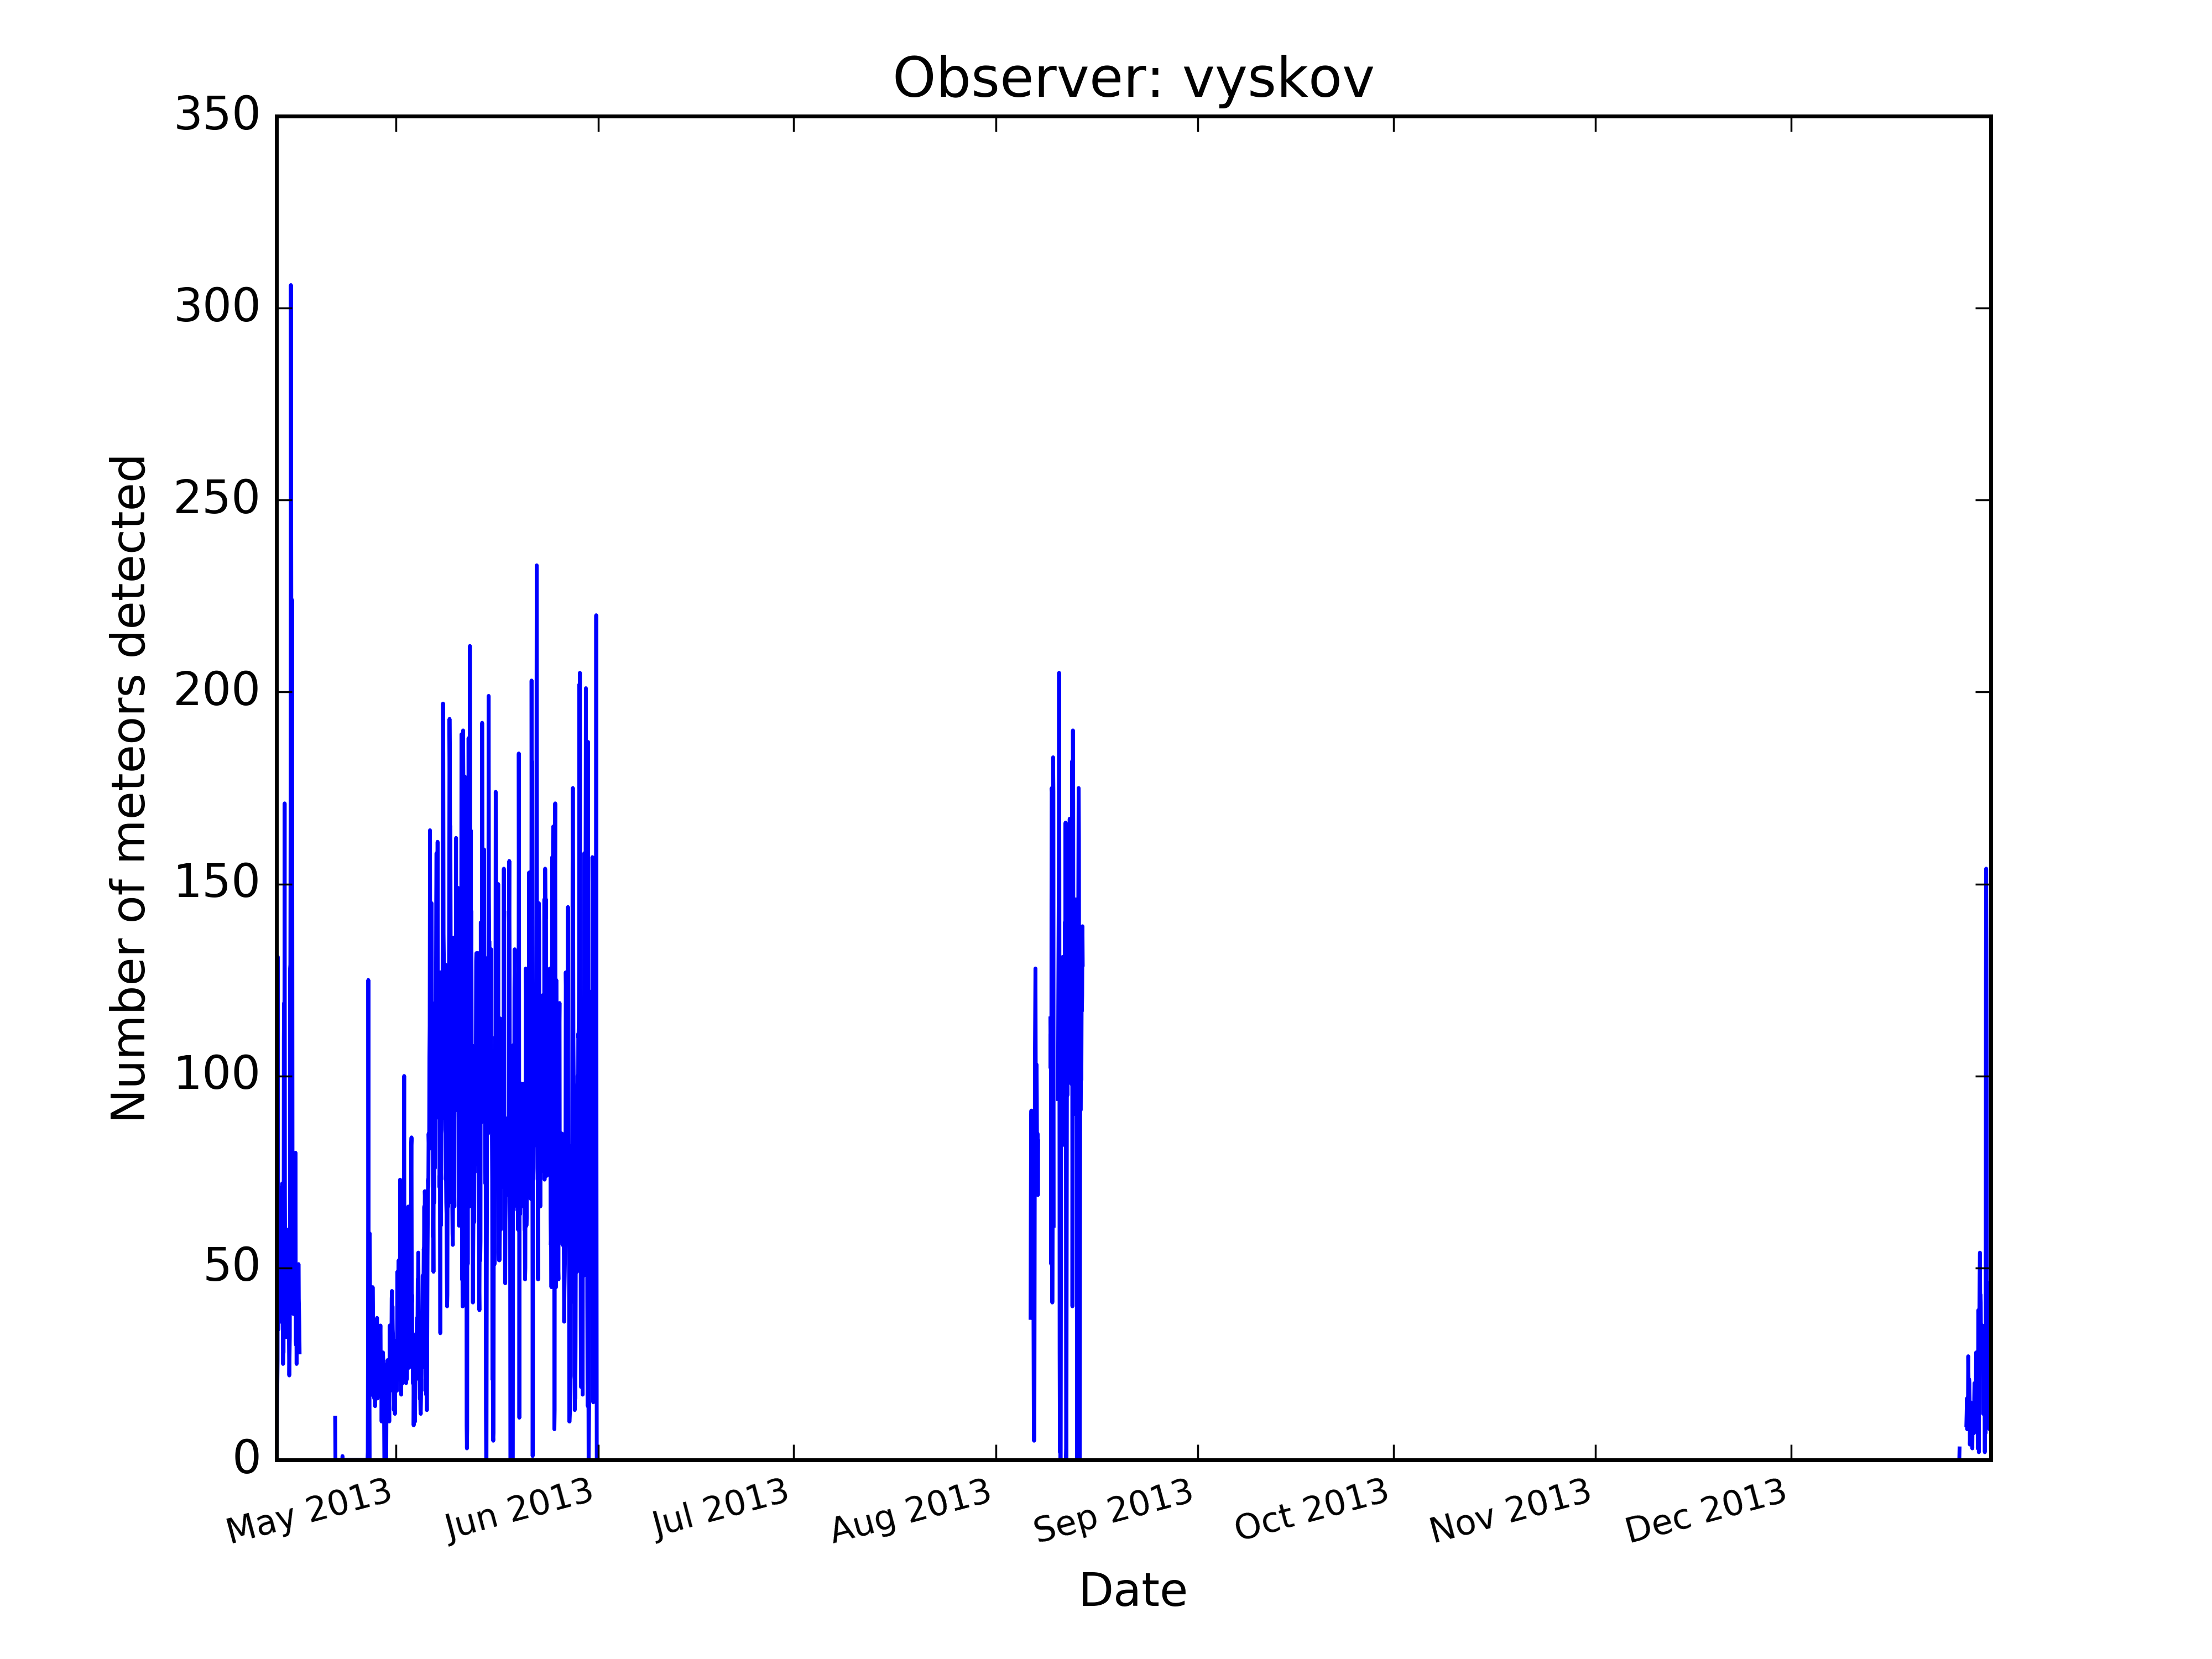 Observer: vyskov
350
300
250
200
150
100
50
0
Number of meteors detected
May 2013
Jun 2013
Jul 2013
Aug 2013
Sep 2013
Oct 2013
Nov 2013
Dec 2013
Date